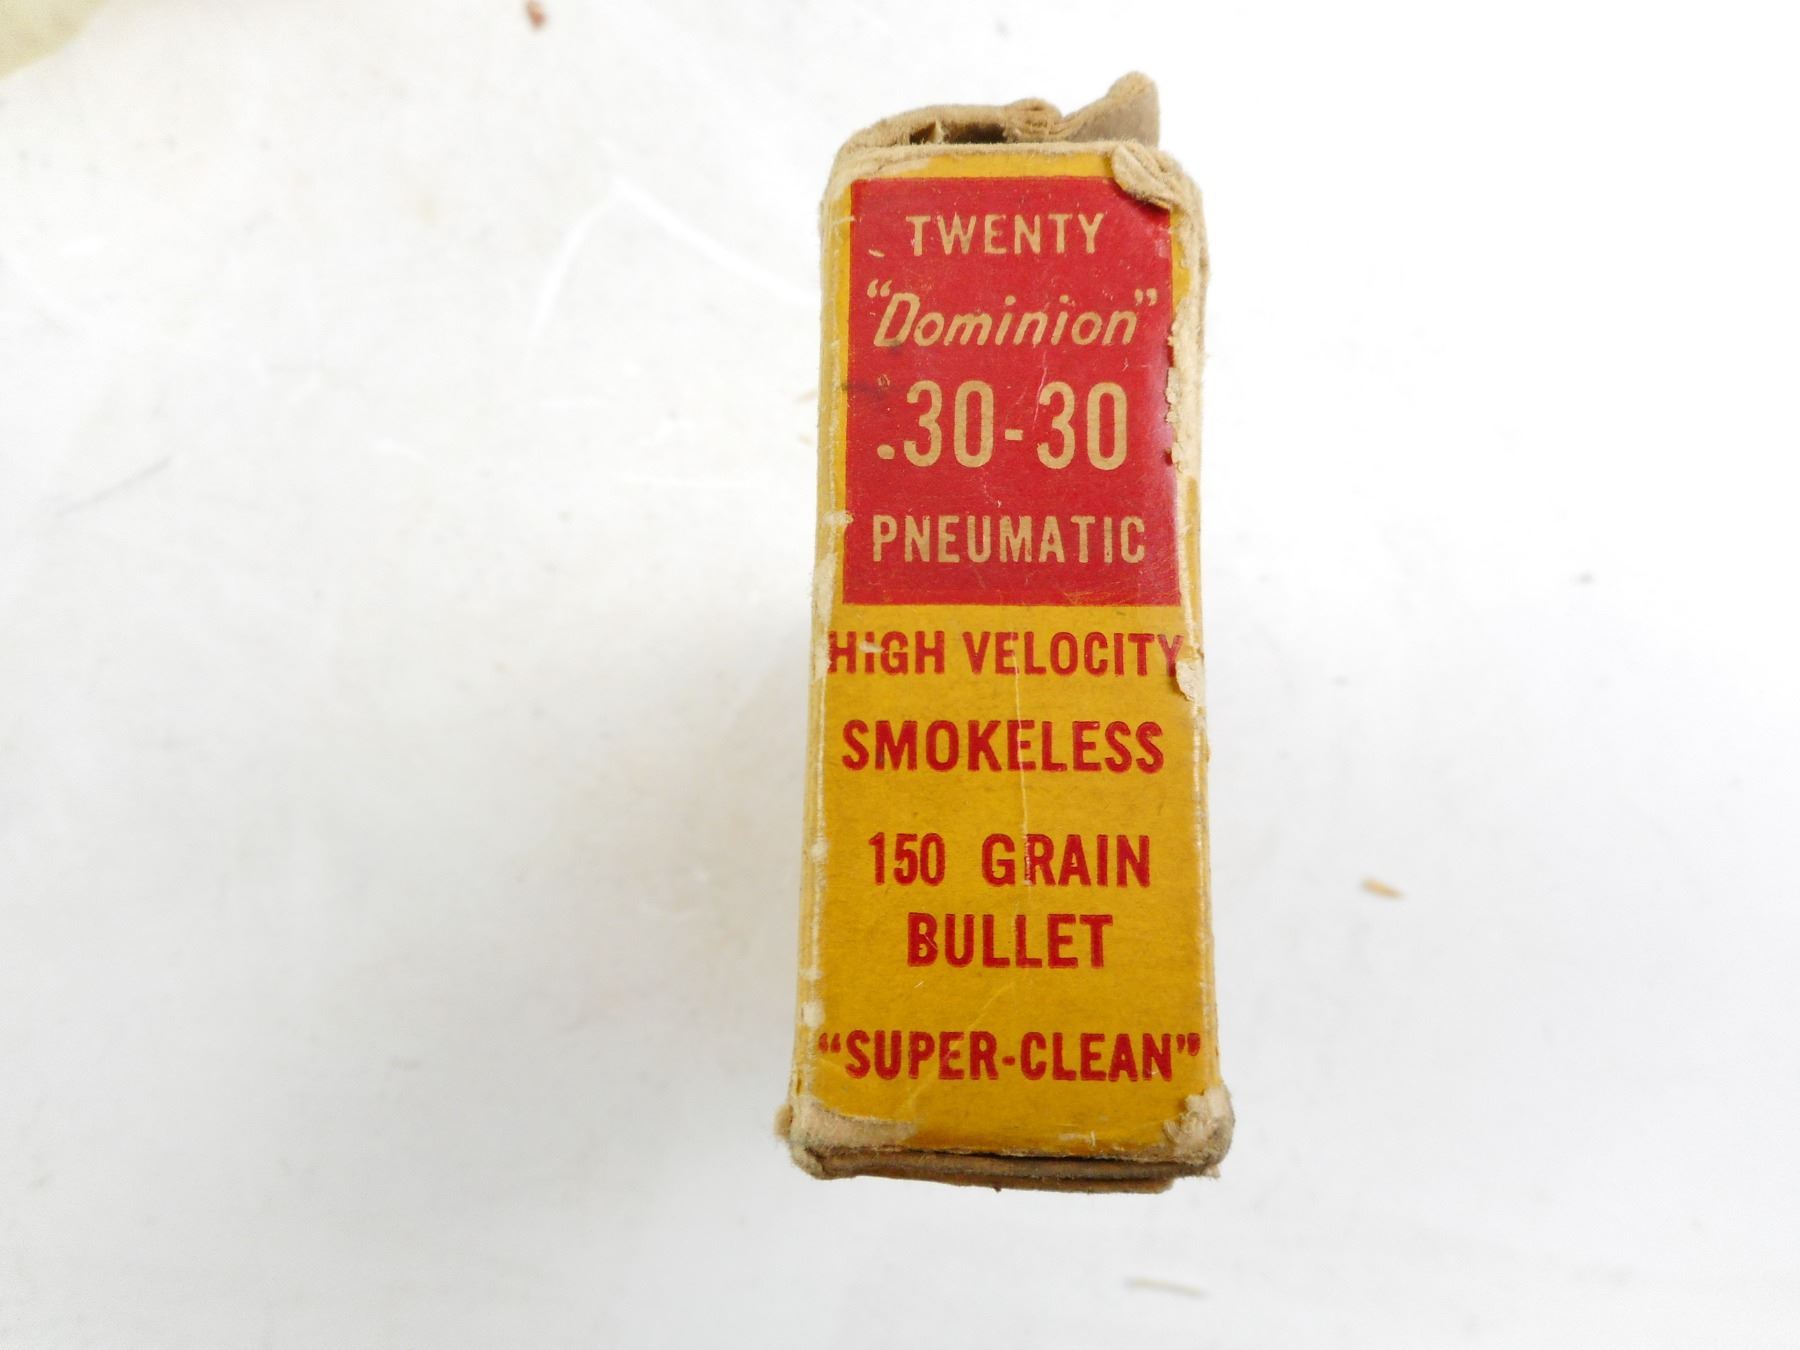 TWENTY
"Dominion"
.30-30
PNEUMATIC
HIGH VELOCITY
SMOKELESS
150 GRAIN
BULLET
"SUPER-CLEAN"